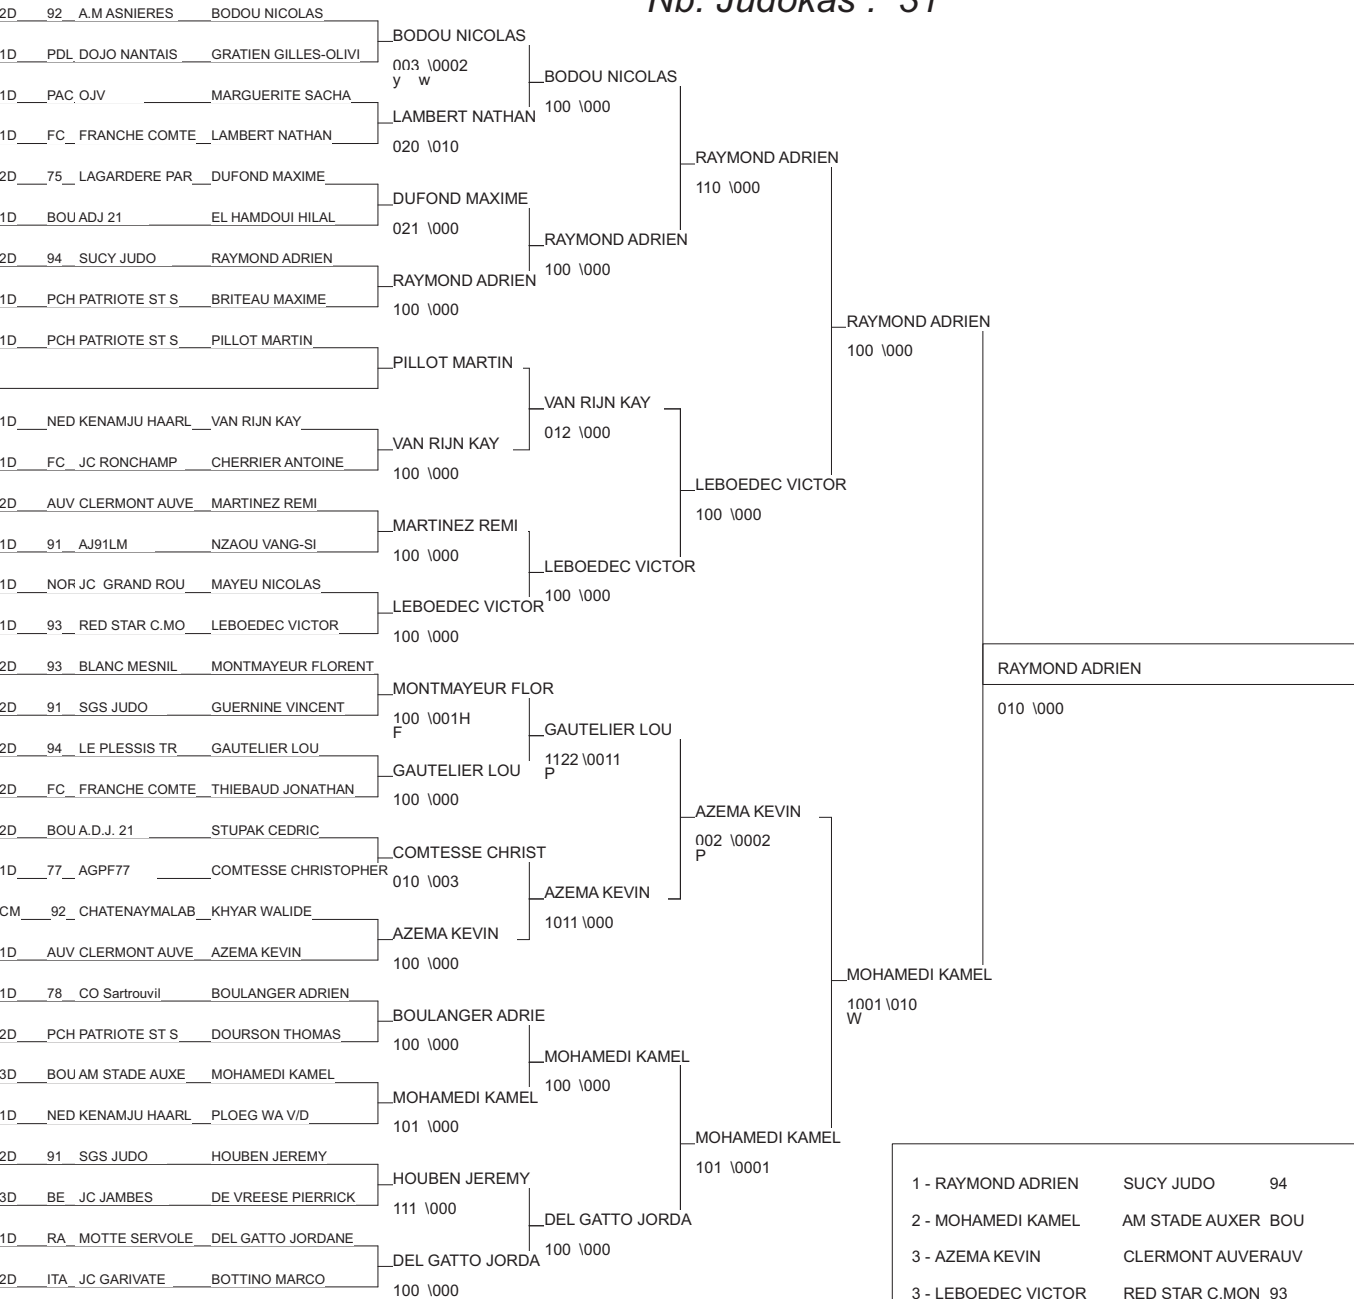 Nb. Judokas : 31
2D 92 A.M ASNIERES BODOU NICOLAS
BODOU NICOLAS
1D PDL DOJO NANTAIS GRATIEN GILLES-OLIVI
003 \0002
y w
BODOU NICOLAS
100 \000
1D PAC OJV MARGUERITE SACHA
LAMBERT NATHAN
1D FC FRANCHE COMTE LAMBERT NATHAN
020 \010
RAYMOND ADRIEN
110 \000
2D 75 LAGARDERE PAR DUFOND MAXIME
DUFOND MAXIME
1D BOU ADJ 21 EL HAMDOUI HILAL
021 \000
RAYMOND ADRIEN
100 \000
2D 94 SUCY JUDO RAYMOND ADRIEN
RAYMOND ADRIEN
1D PCH PATRIOTE ST S BRITEAU MAXIME
100 \000
RAYMOND ADRIEN
100 \000
1D PCH PATRIOTE ST S PILLOT MARTIN
PILLOT MARTIN
VAN RIJN KAY
012 \000
1D NED KENAMJU HAARL VAN RIJN KAY
VAN RIJN KAY
1D FC JC RONCHAMP CHERRIER ANTOINE
100 \000
LEBOEDEC VICTOR
100 \000
2D AUV CLERMONT AUVE MARTINEZ REMI
MARTINEZ REMI
1D 91 AJ91LM NZAOU VANG-SI
100 \000
LEBOEDEC VICTOR
100 \000
1D NOR JC GRAND ROU MAYEU NICOLAS
LEBOEDEC VICTOR
1D 93 RED STAR C.MO LEBOEDEC VICTOR
100 \000
RAYMOND ADRIEN
010 \000
2D 93 BLANC MESNIL MONTMAYEUR FLORENT
MONTMAYEUR FLOR
2D 91 SGS JUDO GUERNINE VINCENT
100 \001H
F
GAUTELIER LOU
1122 \0011
P
2D 94 LE PLESSIS TR GAUTELIER LOU
GAUTELIER LOU
2D FC FRANCHE COMTE THIEBAUD JONATHAN
100 \000
AZEMA KEVIN
002 \0002
P
2D BOU A.D.J. 21 STUPAK CEDRIC
COMTESSE CHRIST
1D 77 AGPF77 COMTESSE CHRISTOPHER
010 \003
AZEMA KEVIN
1011 \000
CM 92 CHATENAYMALAB KHYAR WALIDE
AZEMA KEVIN
1D AUV CLERMONT AUVE AZEMA KEVIN
100 \000
MOHAMEDI KAMEL
1001 \010
W
1D 78 CO Sartrouvil BOULANGER ADRIEN
BOULANGER ADRIE
2D PCH PATRIOTE ST S DOURSON THOMAS
100 \000
MOHAMEDI KAMEL
100 \000
3D BOU AM STADE AUXE MOHAMEDI KAMEL
MOHAMEDI KAMEL
1D NED KENAMJU HAARL PLOEG WA V/D
101 \000
MOHAMEDI KAMEL
101 \0001
2D 91 SGS JUDO HOUBEN JEREMY
HOUBEN JEREMY
3D BE JC JAMBES DE VREESE PIERRICK
111 \000
DEL GATTO JORDA
100 \000
1D RA MOTTE SERVOLE DEL GATTO JORDANE
DEL GATTO JORDA
2D ITA JC GARIVATE BOTTINO MARCO
100 \000
1 - RAYMOND ADRIEN SUCY JUDO 94
2 - MOHAMEDI KAMEL AM STADE AUXER BOU
3 - AZEMA KEVIN CLERMONT AUVERAUV
3 - LEBOEDEC VICTOR RED STAR C.MON 93